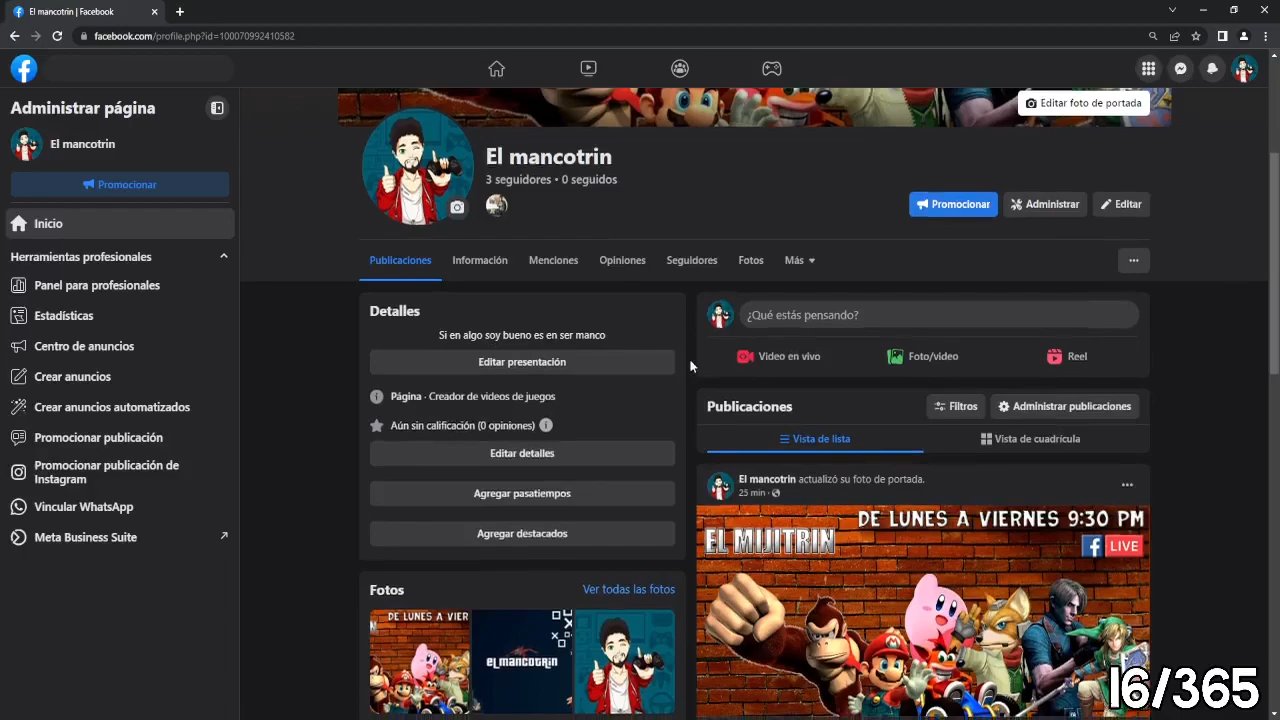 El mancotrin | Facebook
facebook.com/profile.php?id=100070992410582
Administrar página
El mancotrin
Promocionar
Inicio
Herramientas profesionales
Panel para profesionales
Estadísticas
Centro de anuncios
Crear anuncios
Crear anuncios automatizados
Promocionar publicación
Promocionar publicación de
Instagram
Vincular WhatsApp
Meta Business Suite
Editar foto de portada
El mancotrin
3 seguidores • 0 seguidos
Promocionar
Administrar
Editar
Publicaciones
Información
Menciones
Opiniones
Seguidores
Fotos
Más
Detalles
Si en algo soy bueno es en ser manco
Editar presentación
Página · Creador de videos de juegos
Aún sin calificación (0 opiniones)
Editar detalles
Agregar pasatiempos
Agregar destacados
Fotos
Ver todas las fotos
DE LUNES A VIER
ELMANCOTRIN
¿Qué estás pensando?
Video en vivo
Foto/video
Reel
Publicaciones
Filtros
Administrar publicaciones
Vista de lista
Vista de cuadrícula
El mancotrin actualizó su foto de portada.
25 min ·
DE LUNES A VIERNES 9:30 PM
EL MIJITRIN
LIVE
16/365